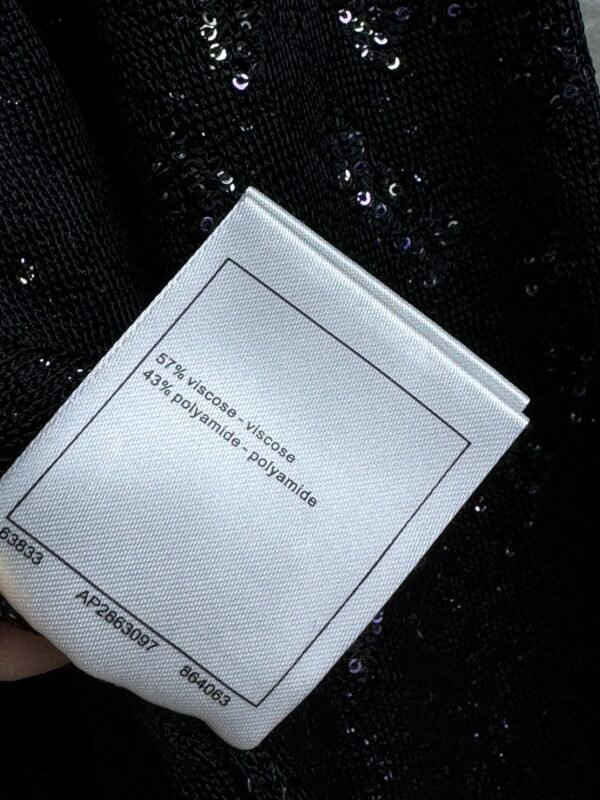 57% viscose - viscose
43% polyamide - polyamide
63833 AP2863097 864063